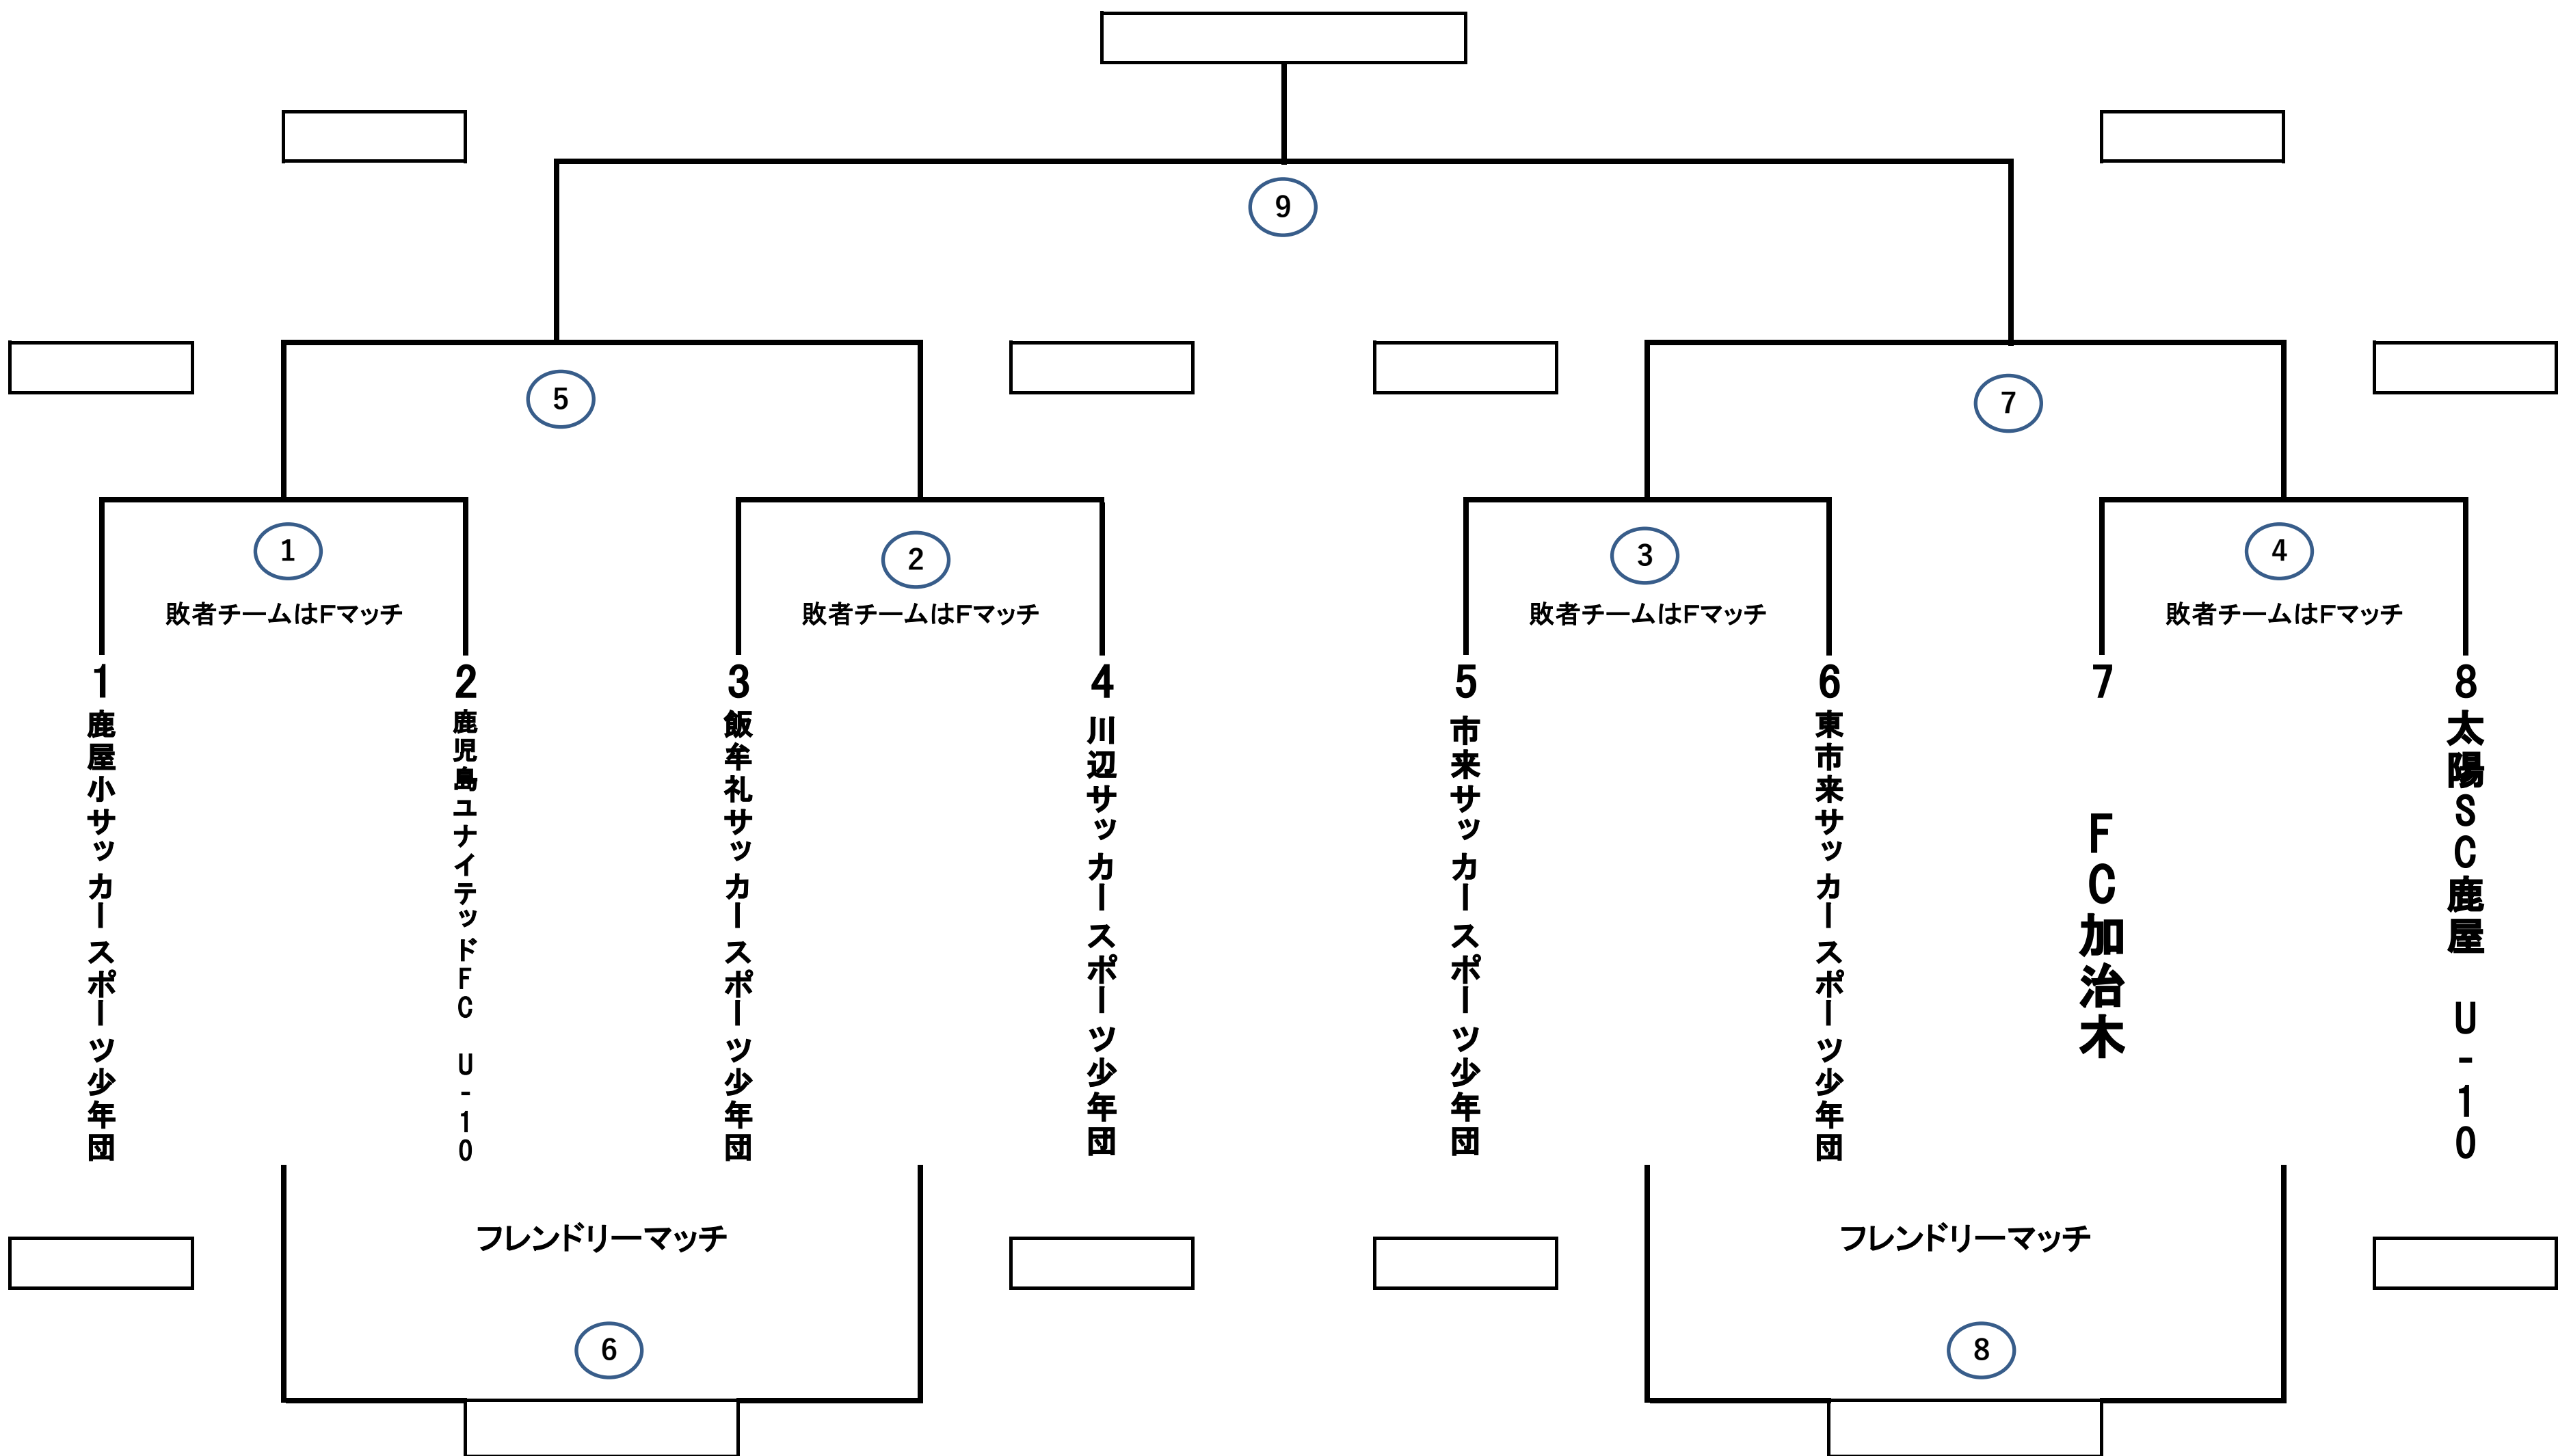 9
5
7
1
2
3
4
敗者チームはFマッチ
敗者チームはFマッチ
敗者チームはFマッチ
敗者チームはFマッチ
1
2
3
4
5
6
7
8
鹿屋小サッカースポーツ少年団
鹿児島ユナイテッドFC　U-10
飯牟礼サッカースポーツ少年団
川辺サッカースポーツ少年団
市来サッカースポーツ少年団
東市来サッカースポーツ少年団
FC加治木
太陽SC鹿屋　U-10
フレンドリーマッチ
フレンドリーマッチ
6
8